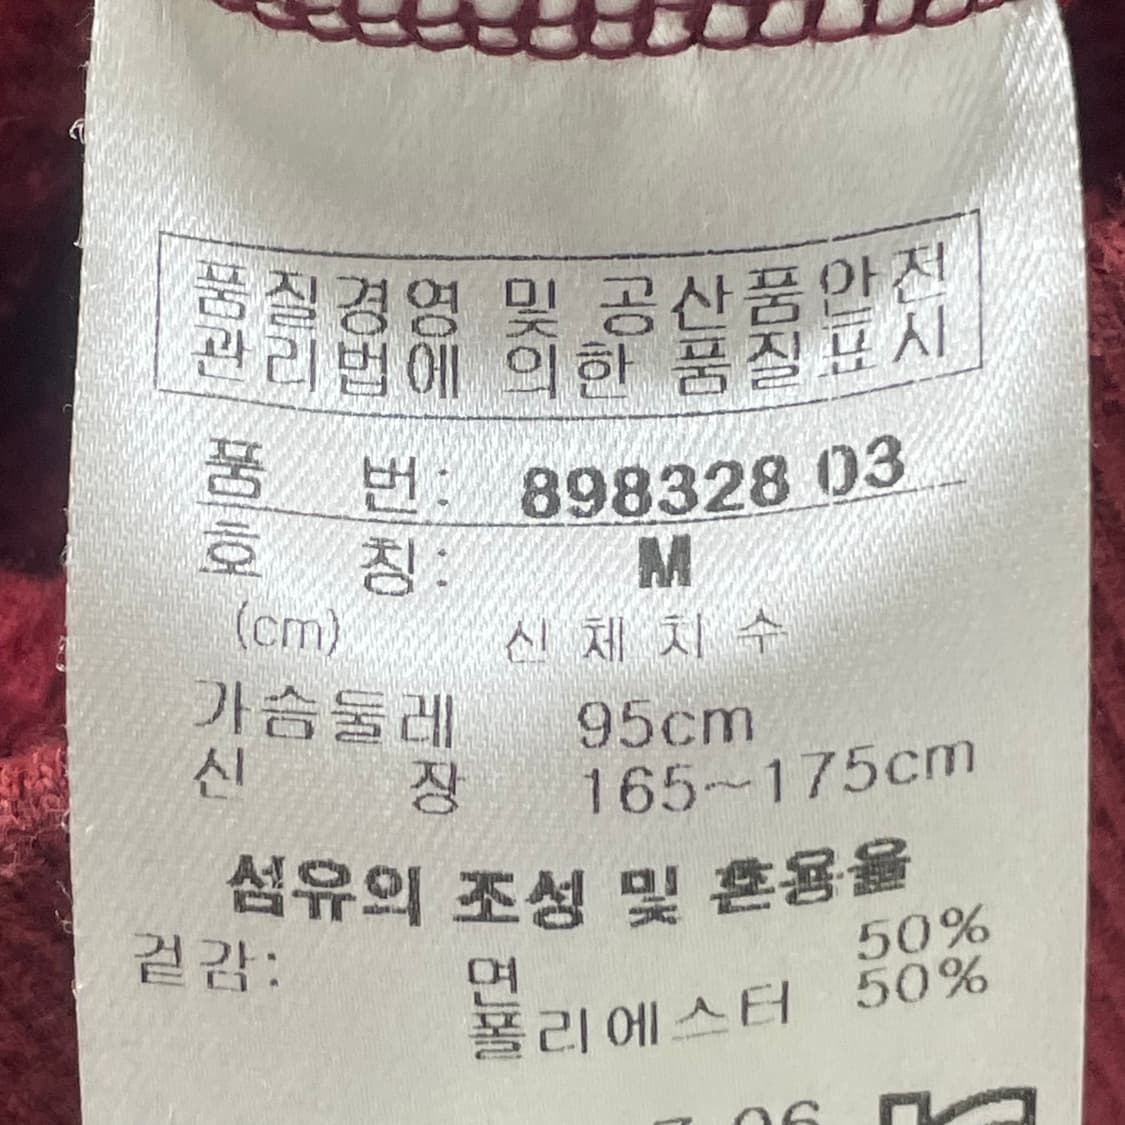 품질경영 및 공산품안전
관리법에 의한 품질표시
품 번: 898328 03
호 칭: M
(cm) 신 체 치 수
가슴둘레 95cm
신 장 165~175cm
섬유의 조성 및 혼용율
겉감: 면 50%
폴리에스터 50%